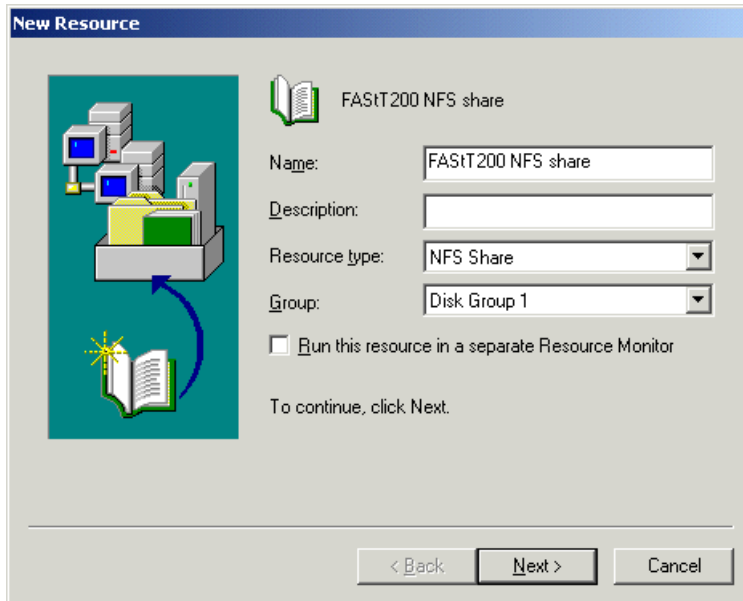 New Resource
FAStT200 NFS share
Name: FAStT200 NFS share
Description:
Resource type: NFS Share
Group: Disk Group 1
Run this resource in a separate Resource Monitor
To continue, click Next.
< Back Next > Cancel